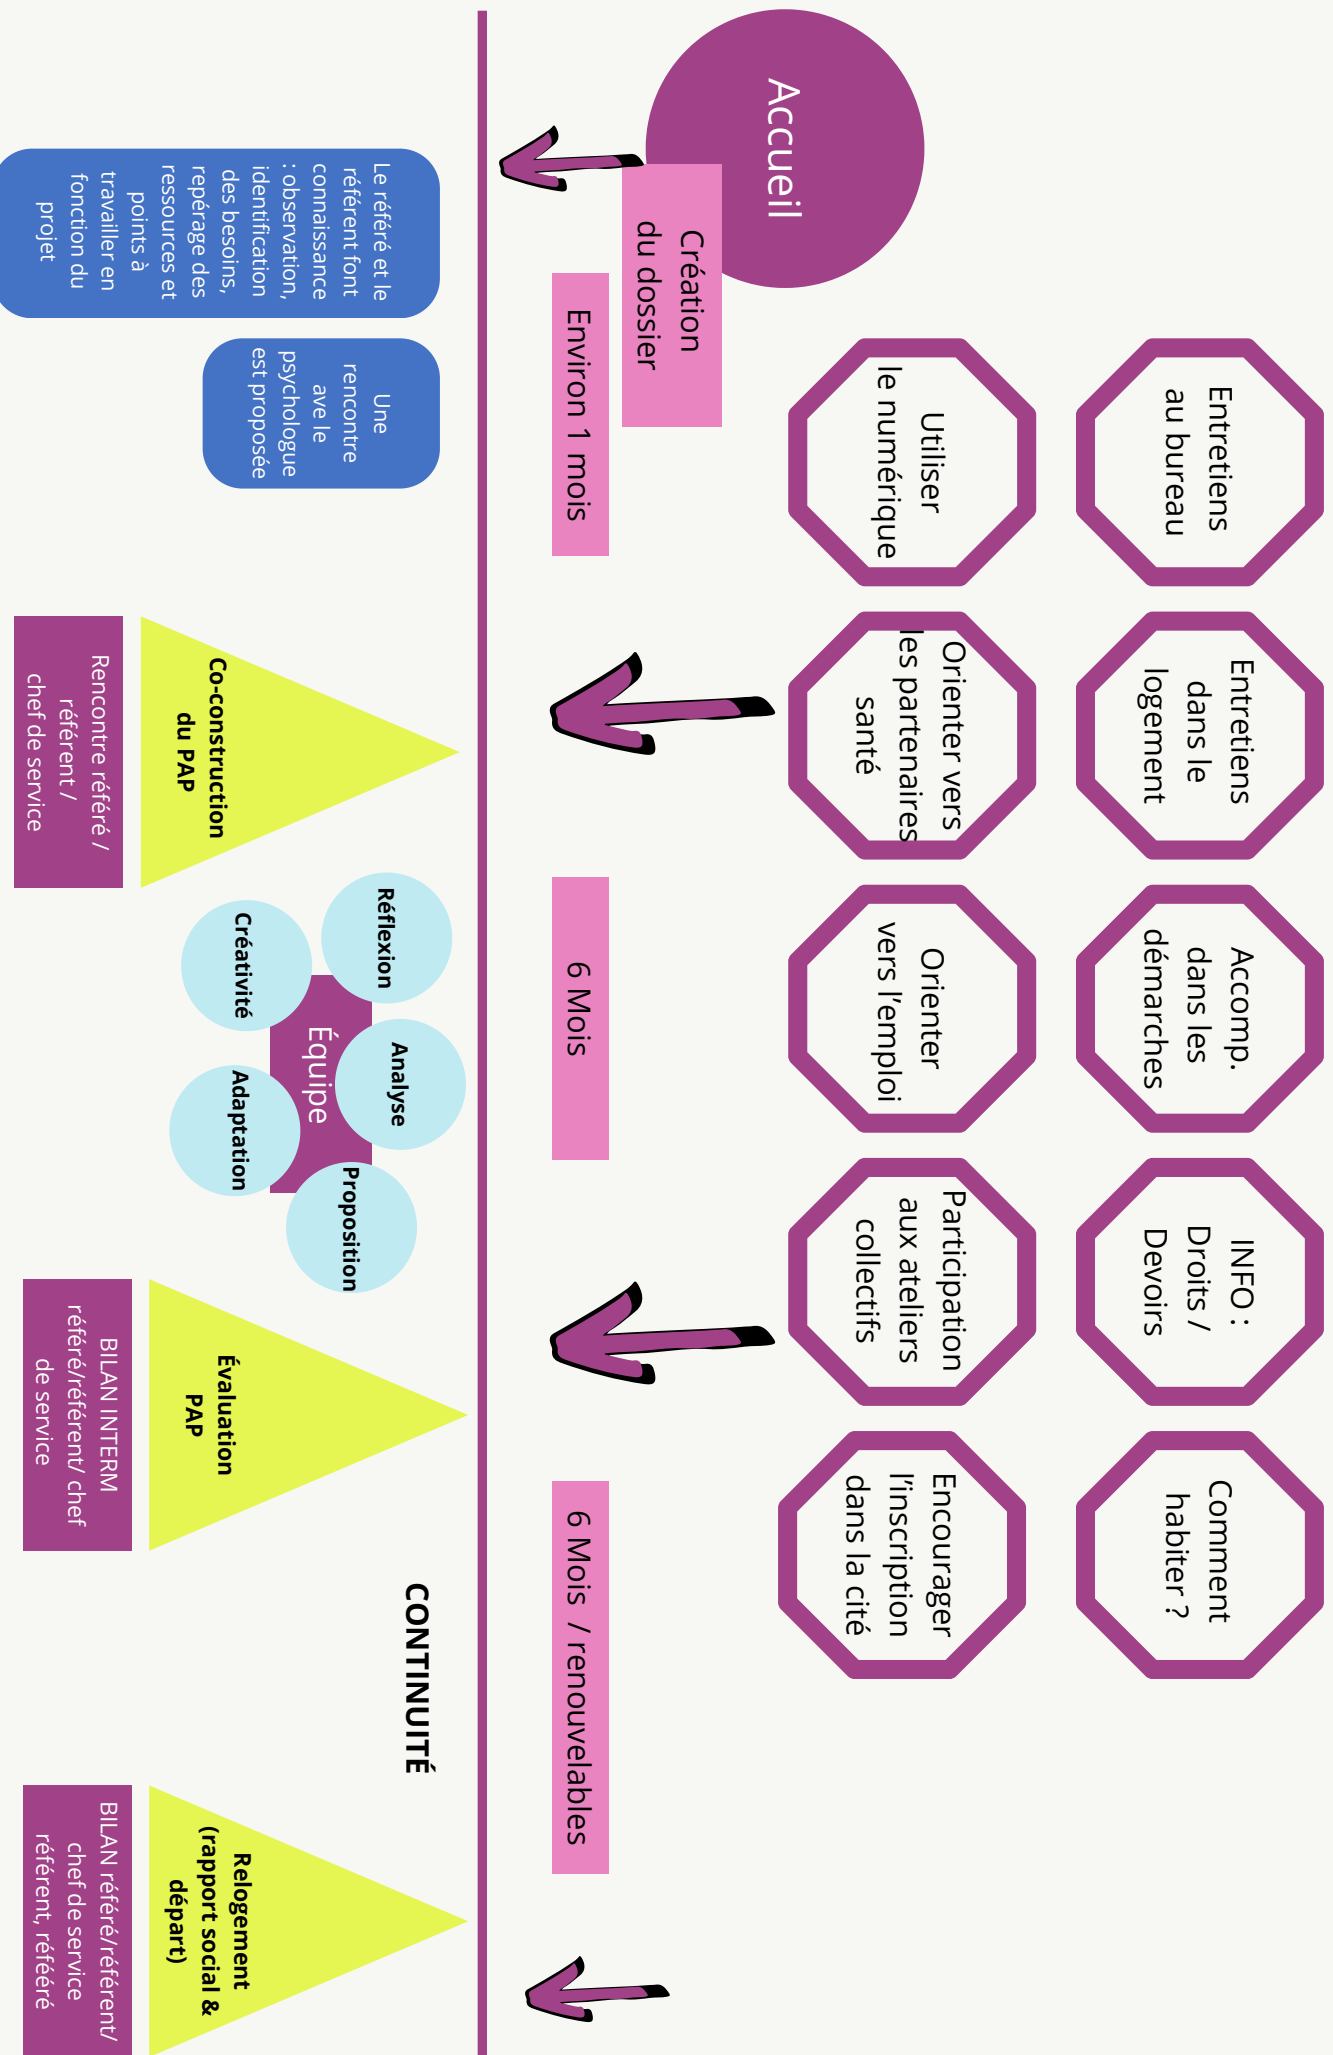 Accueil
Création
du dossier
Environ 1 mois
Entretiens
au bureau
Entretiens
dans le
logement
Accomp.
dans les
démarches
INFO :
Droits /
Devoirs
Comment
habiter ?
Utiliser
le numérique
Orienter vers
les partenaires
santé
Orienter
vers l'emploi
Participation
aux ateliers
collectifs
Encourager
l'inscription
dans la cité
6 Mois
6 Mois / renouvelables
Le référé et le
référent font
connaissance
: observation,
identification
des besoins,
repérage des
ressources et
points à
travailler en
fonction du
projet
Une
rencontre
ave le
psychologue
est proposée
Co-construction
du PAP
Rencontre référé /
référent /
chef de service
Réflexion
Analyse
Proposition
Équipe
Créativité
Adaptation
Évaluation
PAP
BILAN INTERM
référé/référent/ chef
de service
CONTINUITÉ
Relogement
(rapport social &
départ)
BILAN référé/référent/
chef de service
référent, référéré